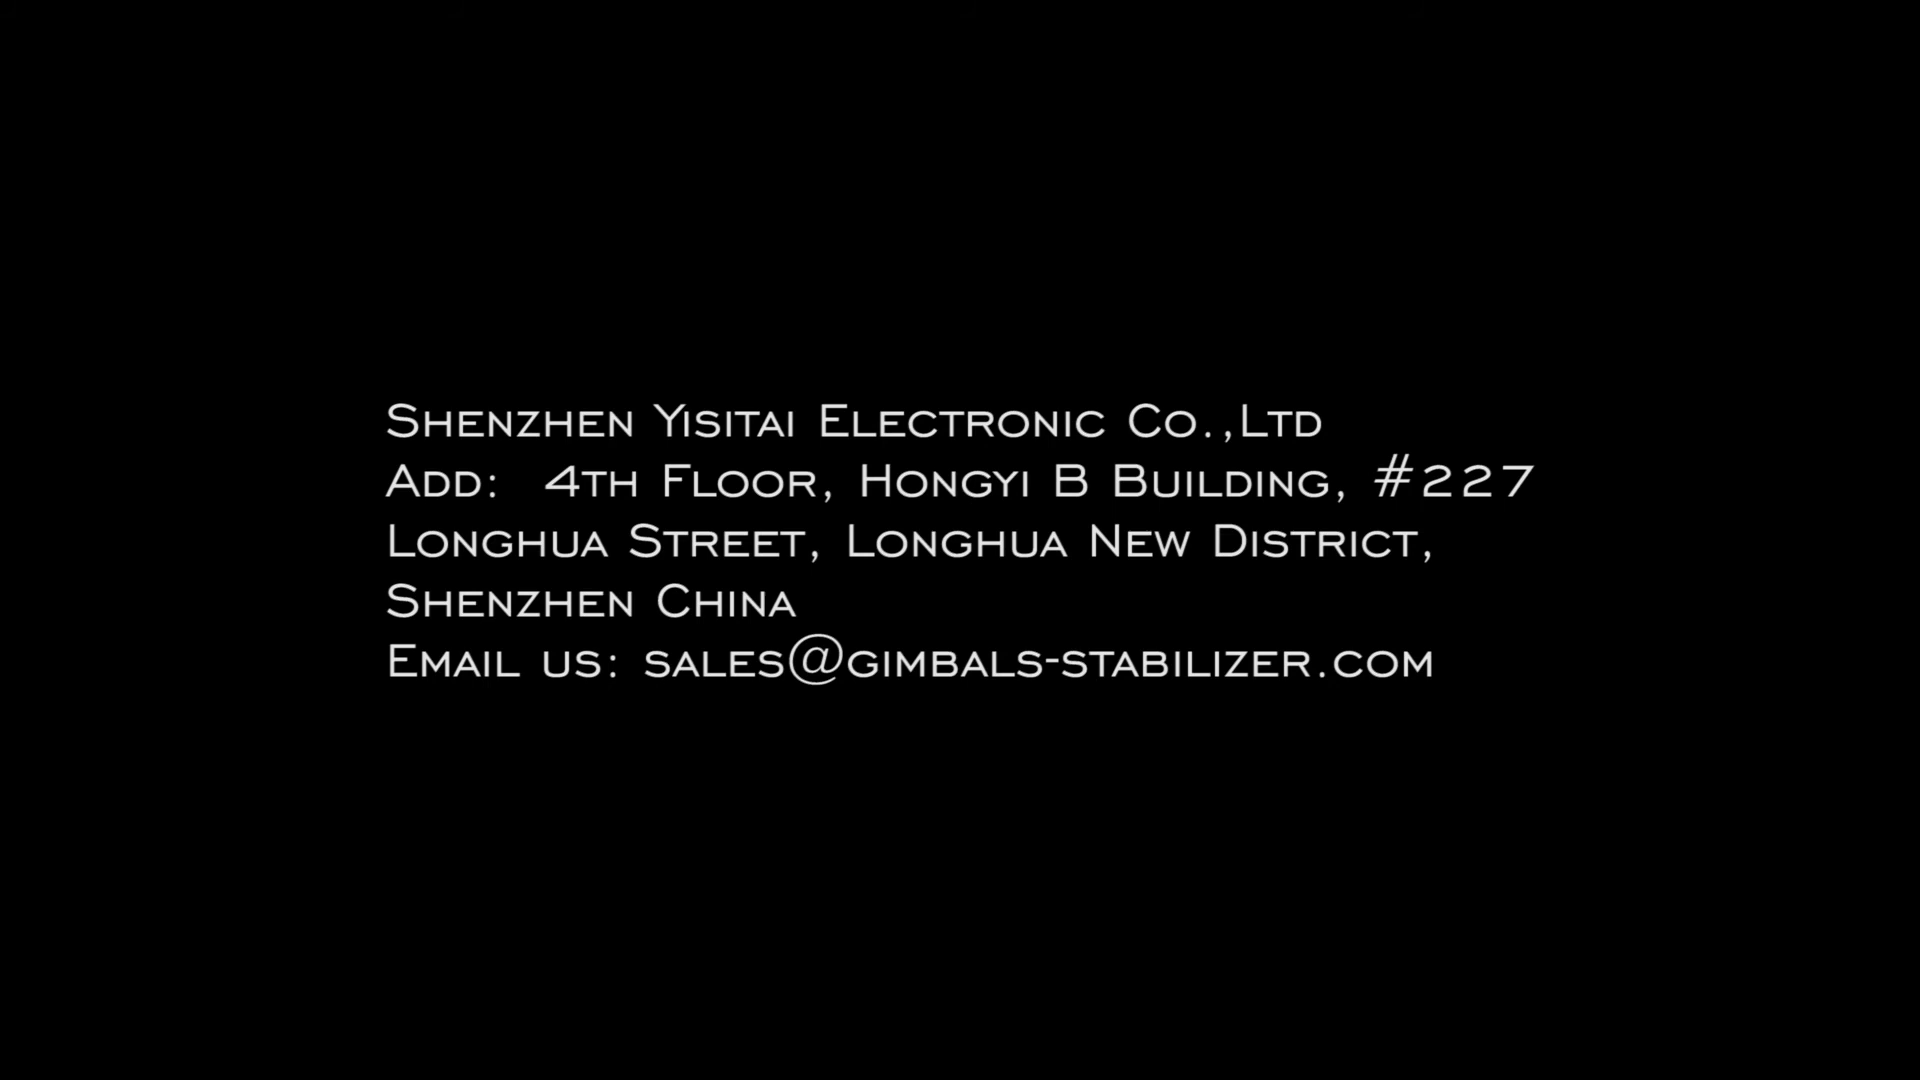 Shenzhen Yisitai Electronic Co.,Ltd
Add:  4th Floor, Hongyi B Building, #227
Longhua Street, Longhua New District,
Shenzhen China
Email us: sales@gimbals-stabilizer.com